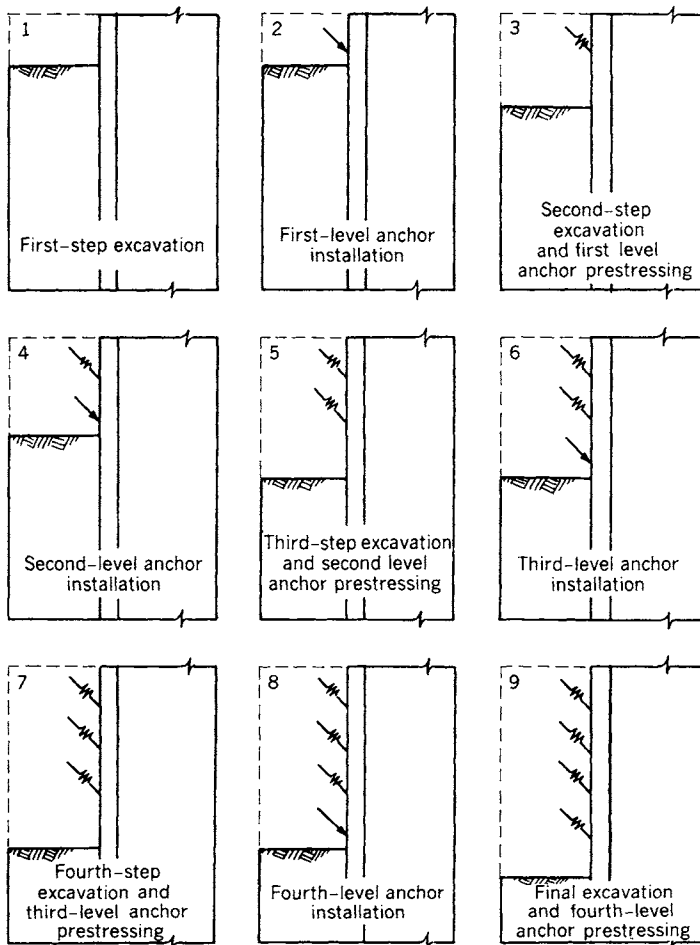 1
First-step excavation
2
First-level anchor
installation
3
Second-step
excavation
and first level
anchor prestressing
4
Second-level anchor
installation
5
Third-step excavation
and second level
anchor prestressing
6
Third-level anchor
installation
7
Fourth-step
excavation and
third-level anchor
prestressing
8
Fourth-level anchor
installation
9
Final excavation
and fourth-level
anchor prestressing